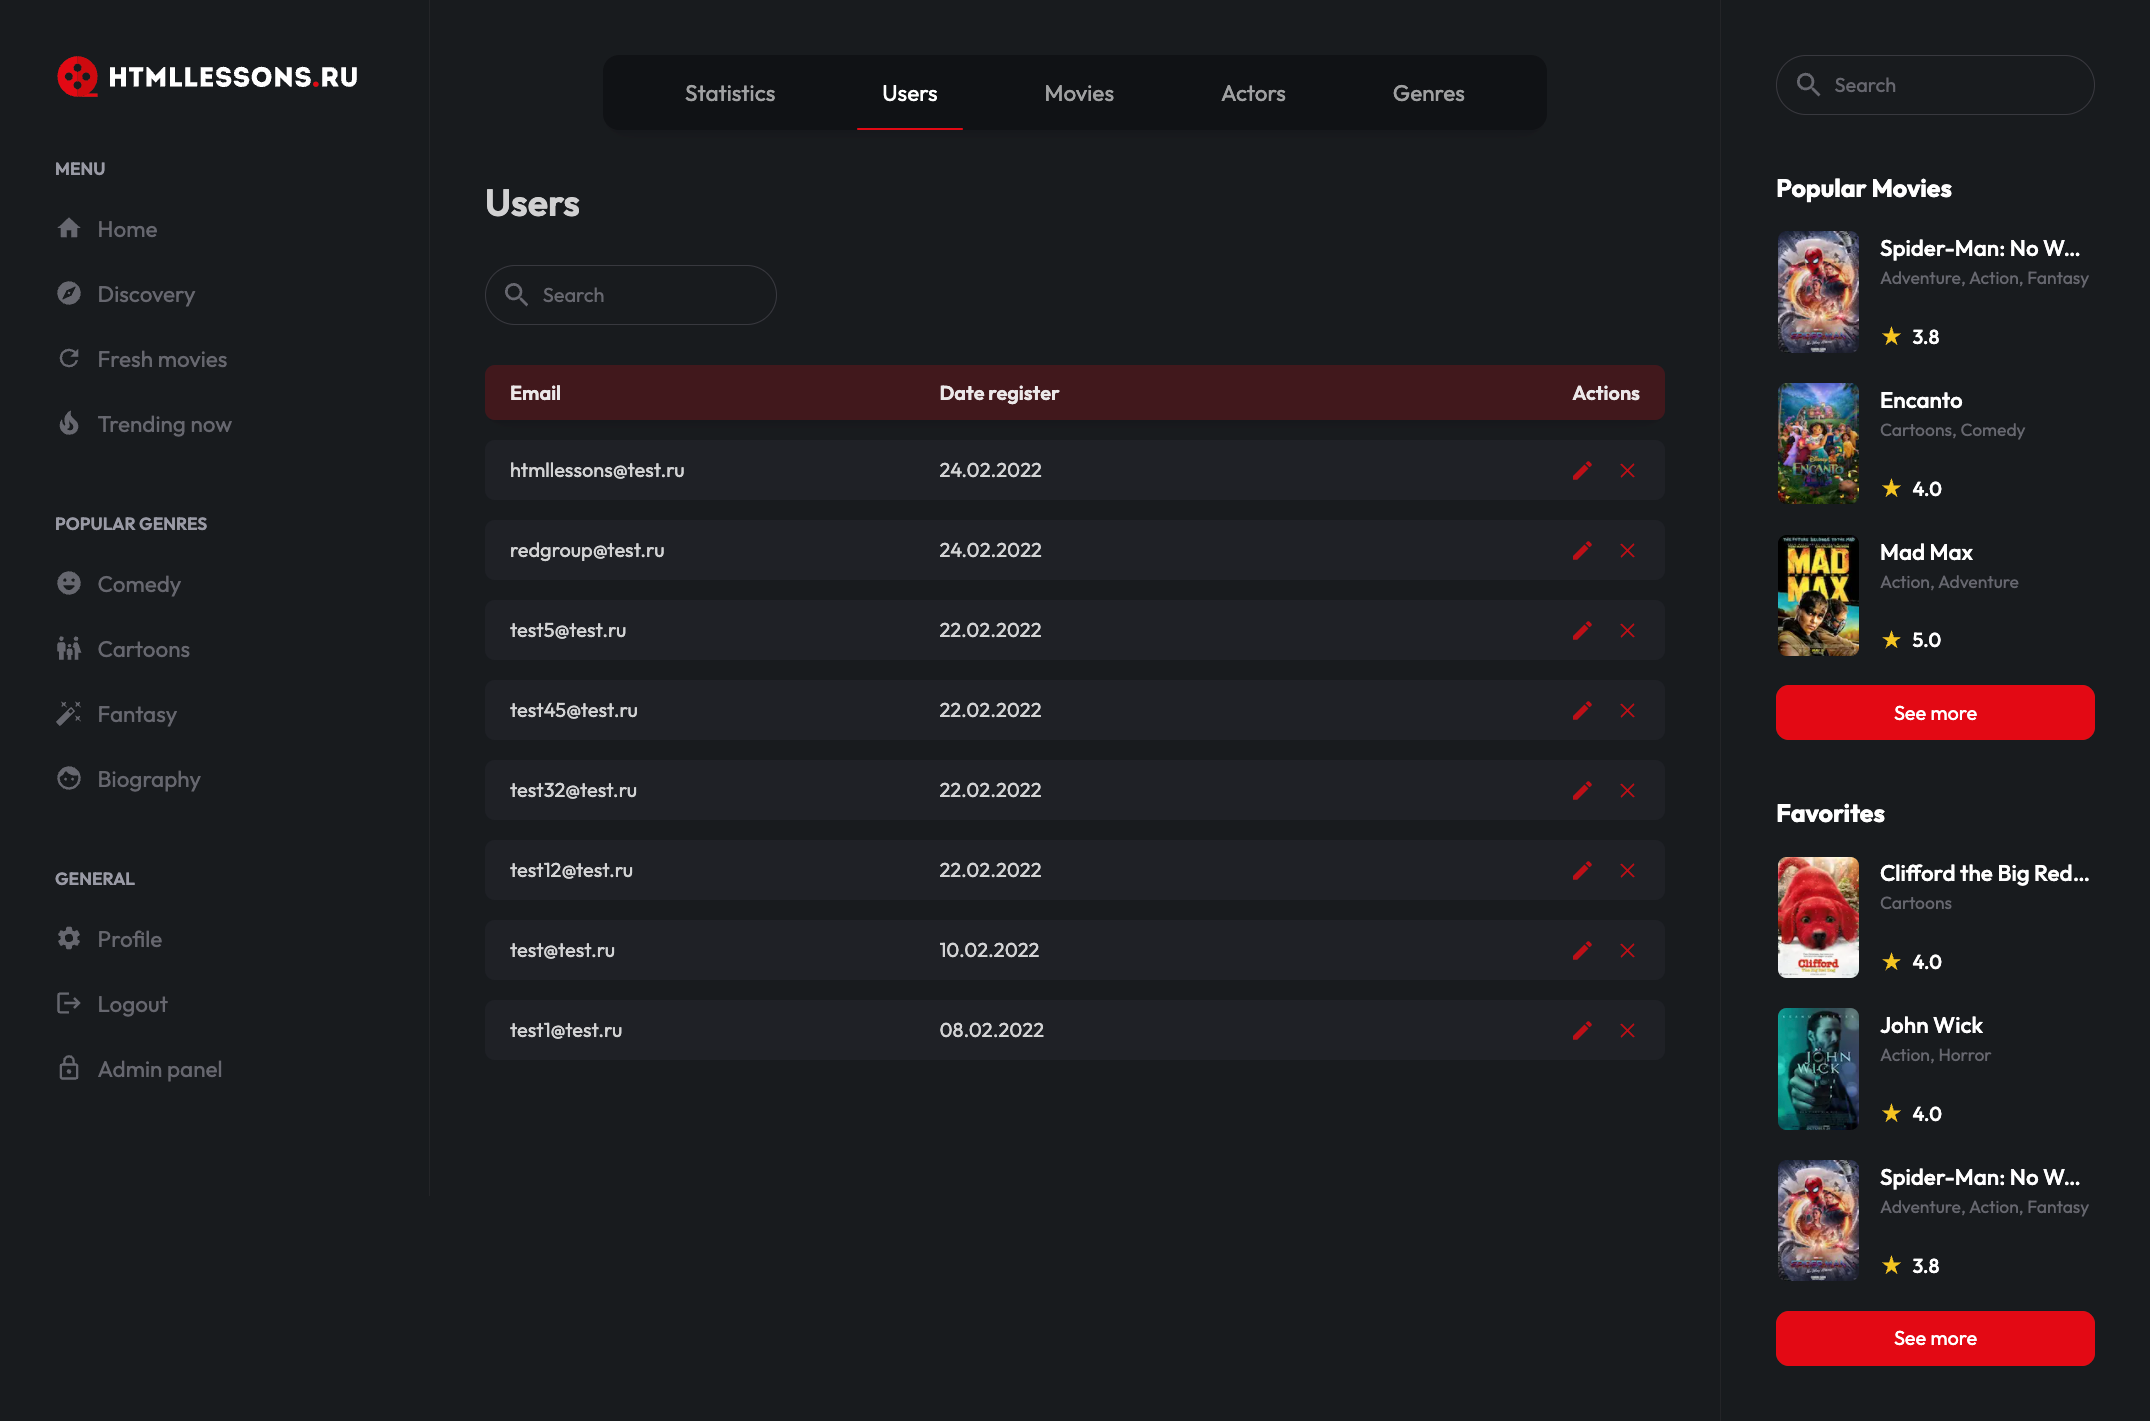 HTMLLESSONS.RU
MENU
Home
Discovery
Fresh movies
Trending now
POPULAR GENRES
Comedy
Cartoons
Fantasy
Biography
GENERAL
Profile
Logout
Admin panel
Statistics Users Movies Actors Genres
Users
Search
Email Date register Actions
htmllessons@test.ru 24.02.2022
redgroup@test.ru 24.02.2022
test5@test.ru 22.02.2022
test45@test.ru 22.02.2022
test32@test.ru 22.02.2022
test12@test.ru 22.02.2022
test@test.ru 10.02.2022
test1@test.ru 08.02.2022
Search
Popular Movies
Spider-Man: No W...
Adventure, Action, Fantasy
3.8
ENCANTO
Encanto
Cartoons, Comedy
4.0
MAD
MAX
Mad Max
Action, Adventure
5.0
See more
Favorites
Clifford
Clifford the Big Red...
Cartoons
4.0
JOHN
WICK
John Wick
Action, Horror
4.0
Spider-Man: No W...
Adventure, Action, Fantasy
3.8
See more